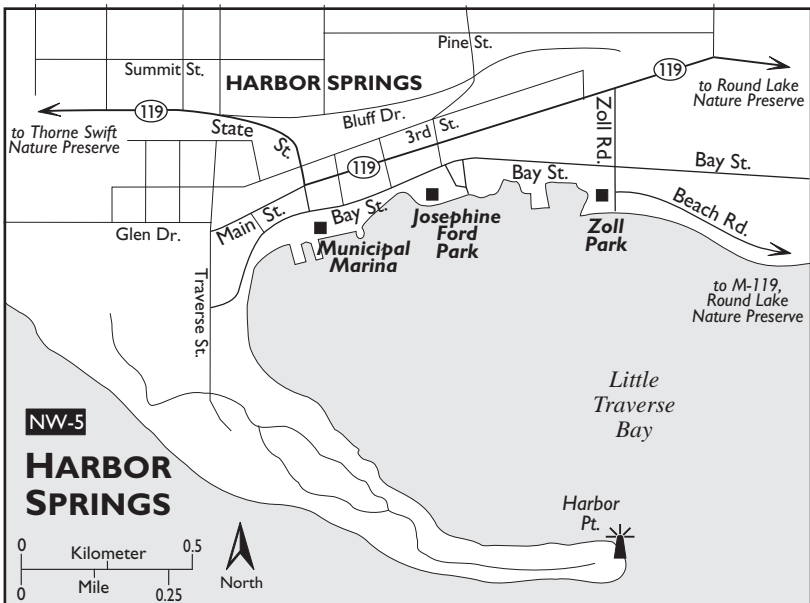 Pine St.
Summit St.
HARBOR SPRINGS
119
to Round Lake
Nature Preserve
119
to Thorne Swift
Nature Preserve
State St.
Bluff Dr.
3rd St.
119
Zoll Rd.
Bay St.
Bay St.
Main St.
Bay St.
Glen Dr.
Municipal
Marina
Josephine
Ford
Park
Zoll
Park
Beach Rd.
to M-119,
Round Lake
Nature Preserve
Traverse St.
Little
Traverse
Bay
NW-5
HARBOR
SPRINGS
Harbor
Pt.
0 0.5
Kilometer
Mile
0 0.25
North